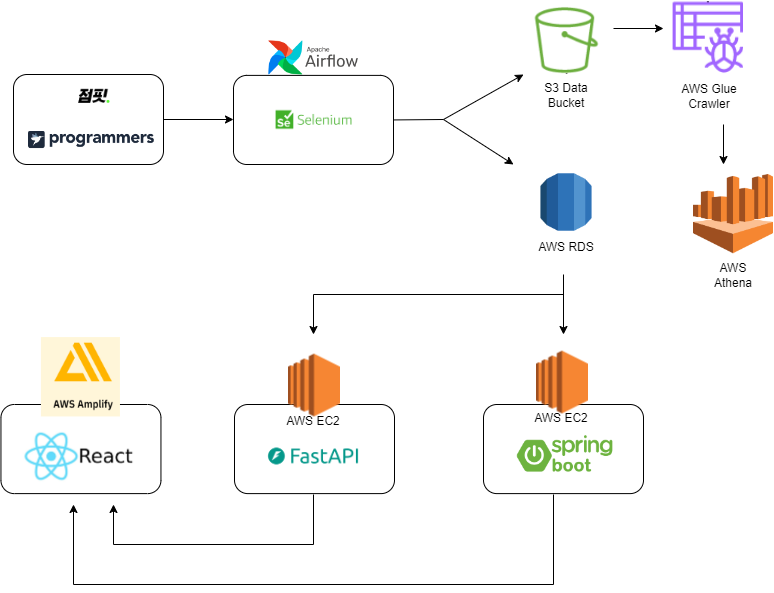 점핏!
programmers
Apache
Airflow
Se Selenium
S3 Data
Bucket
AWS Glue
Crawler
AWS RDS
AWS
Athena
AWS Amplify
React
AWS EC2
FastAPI
AWS EC2
spring
boot